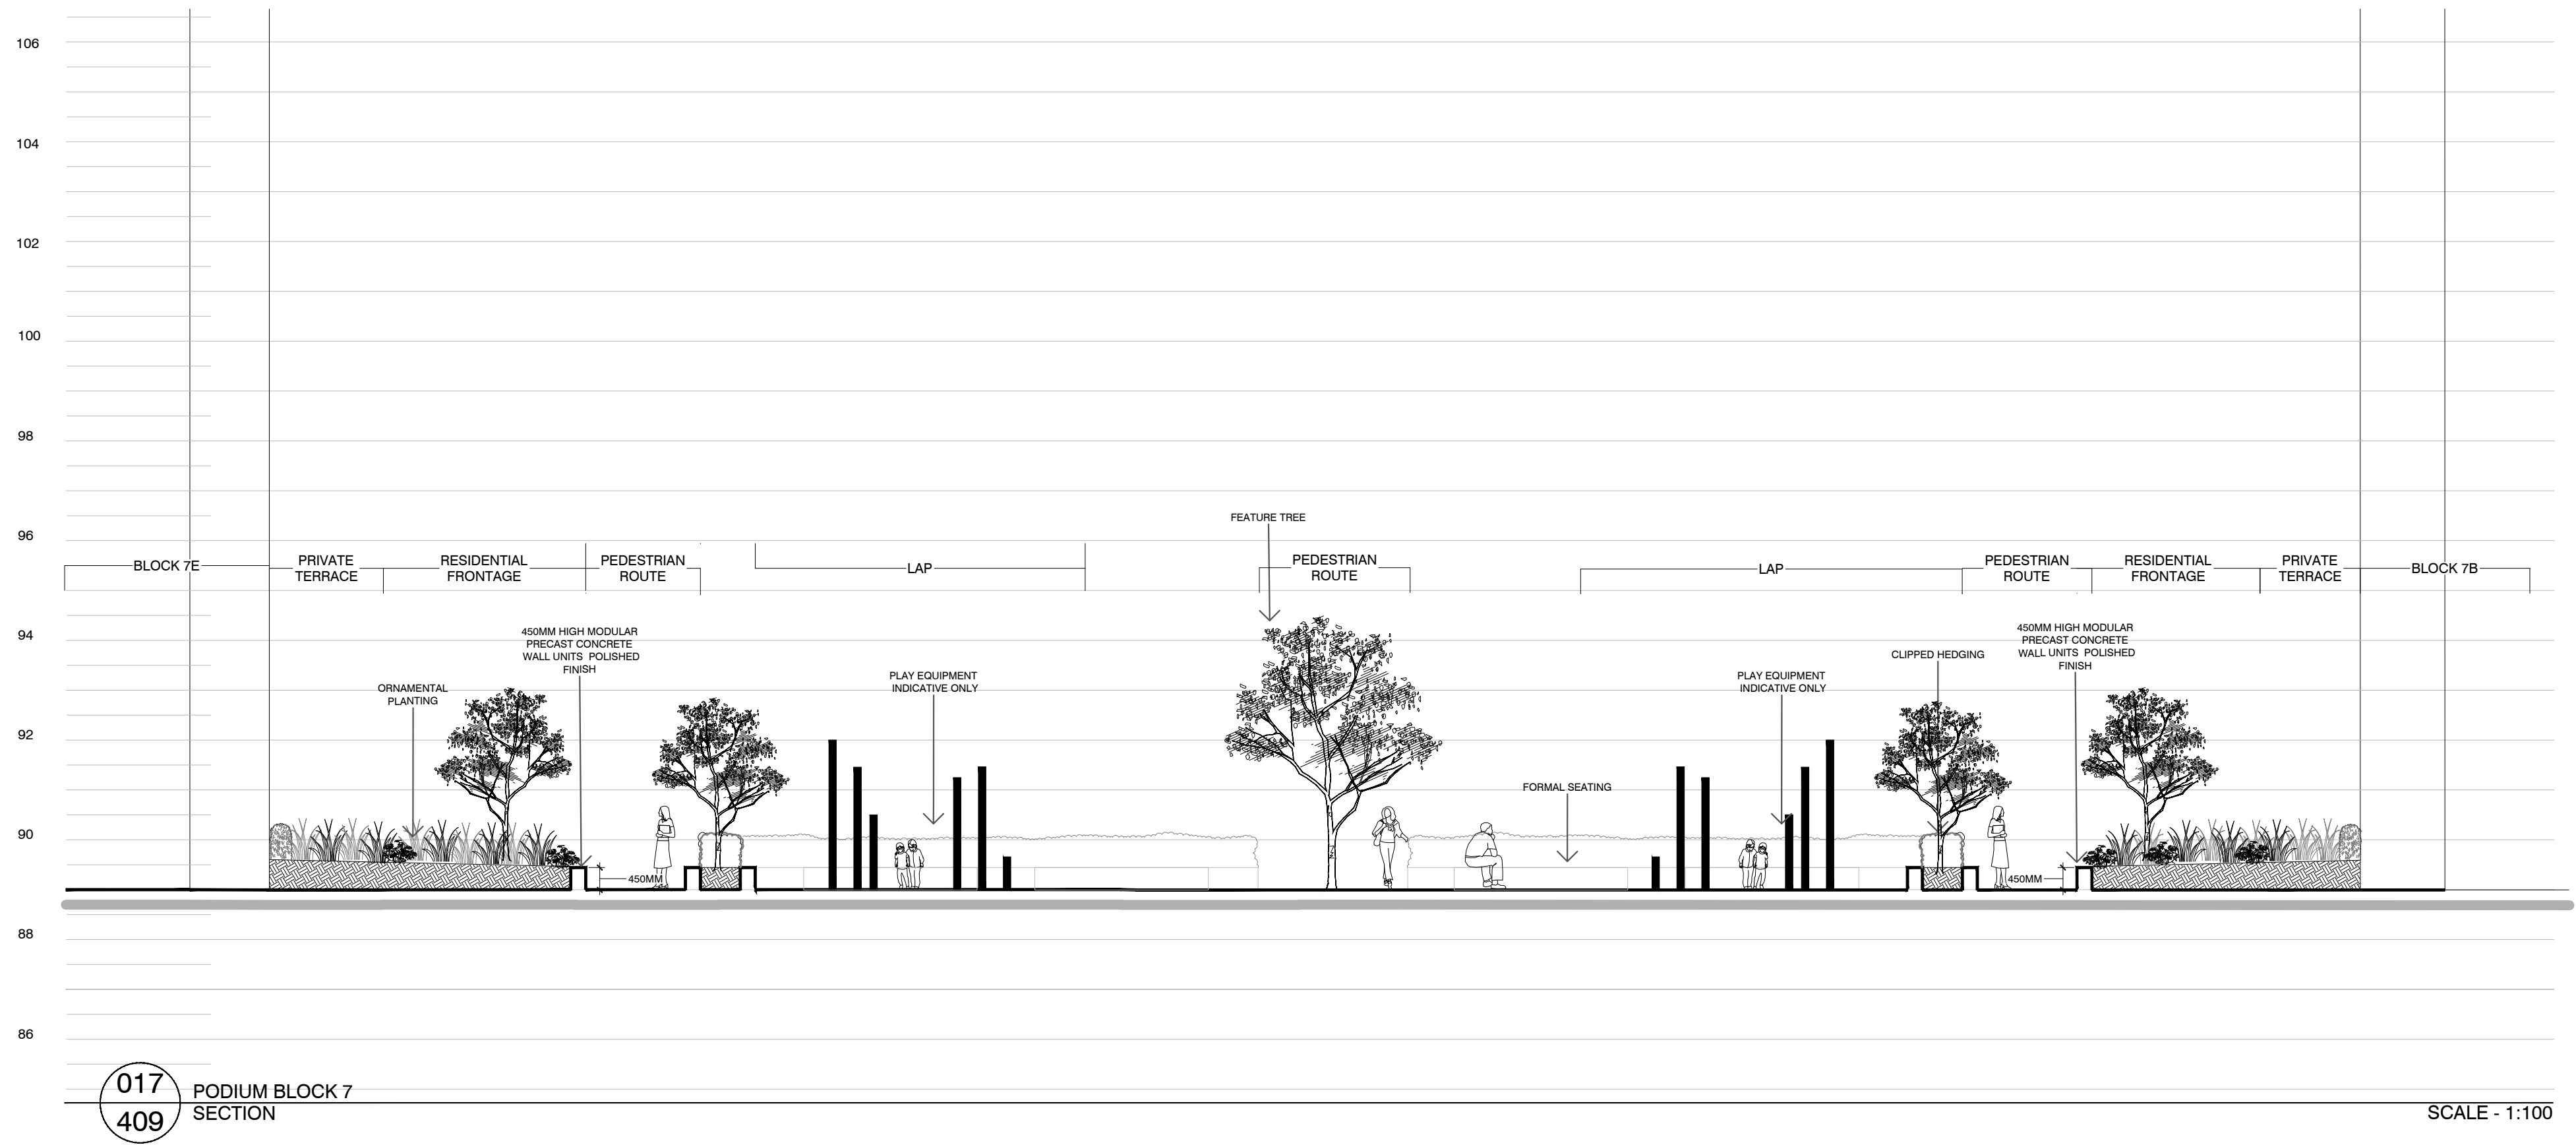 106
104
102
100
98
96
94
92
90
88
86
BLOCK 7E
PRIVATE
TERRACE
RESIDENTIAL
FRONTAGE
PEDESTRIAN
ROUTE
LAP
FEATURE TREE
PEDESTRIAN
ROUTE
LAP
PEDESTRIAN
ROUTE
RESIDENTIAL
FRONTAGE
PRIVATE
TERRACE
BLOCK 7B
ORNAMENTAL
PLANTING
450MM HIGH MODULAR
PRECAST CONCRETE
WALL UNITS POLISHED
FINISH
450MM
PLAY EQUIPMENT
INDICATIVE ONLY
FORMAL SEATING
PLAY EQUIPMENT
INDICATIVE ONLY
CLIPPED HEDGING
450MM HIGH MODULAR
PRECAST CONCRETE
WALL UNITS POLISHED
FINISH
450MM
017
409
PODIUM BLOCK 7
SECTION
SCALE - 1:100